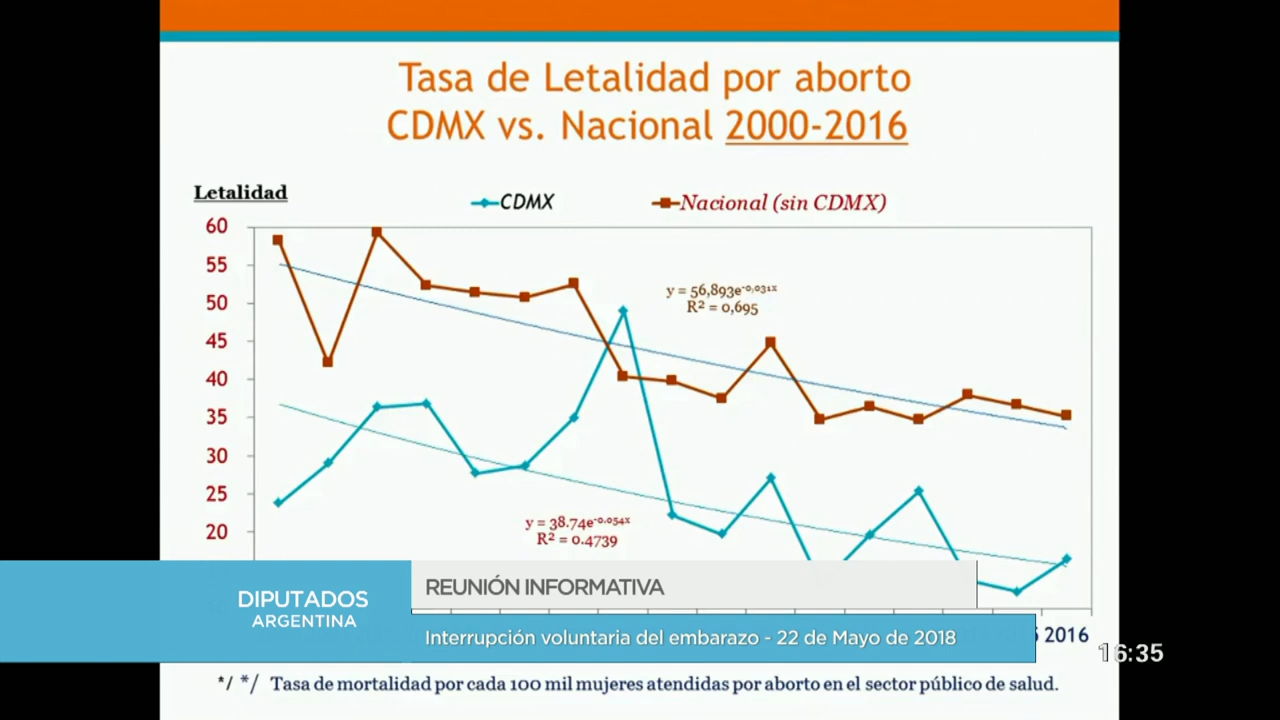 Tasa de Letalidad por aborto
CDMX vs. Nacional 2000-2016
Letalidad
CDMX
Nacional (sin CDMX)
60
55
50
45
40
35
30
25
20
y = 56,893e-0,031x
R² = 0,695
y = 38.74e-0.054x
R² = 0.4739
DIPUTADOS
ARGENTINA
REUNIÓN INFORMATIVA
Interrupción voluntaria del embarazo - 22 de Mayo de 2018
2016
16:35
*/ */ Tasa de mortalidad por cada 100 mil mujeres atendidas por aborto en el sector público de salud.